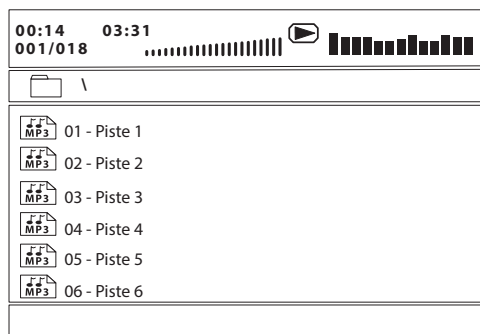 00:14 03:31
001/018
\
MP3 01 - Piste 1
MP3 02 - Piste 2
MP3 03 - Piste 3
MP3 04 - Piste 4
MP3 05 - Piste 5
MP3 06 - Piste 6